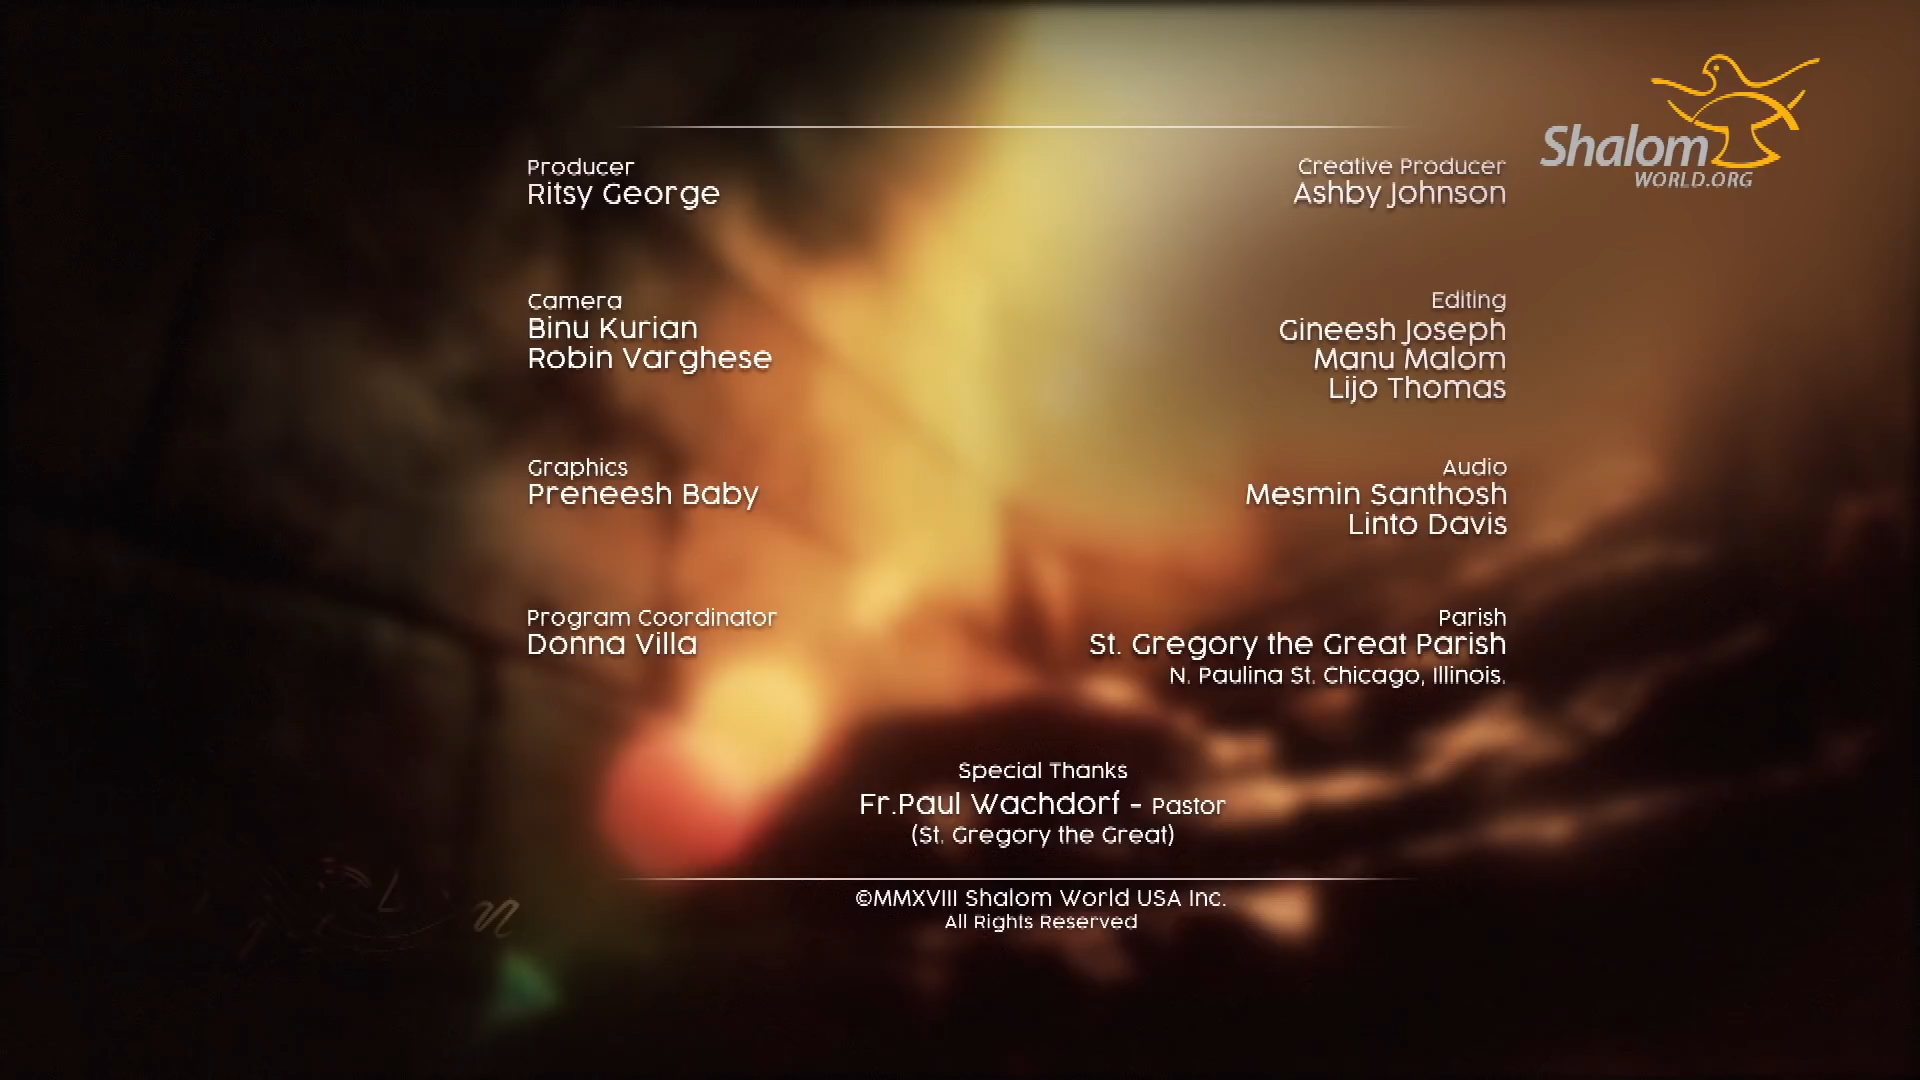 Shalom
WORLD.ORG
Producer
Ritsy George
Creative Producer
Ashby Johnson
Camera
Binu Kurian
Robin Varghese
Editing
Gineesh Joseph
Manu Malom
Lijo Thomas
Graphics
Preneesh Baby
Audio
Mesmin Santhosh
Linto Davis
Program Coordinator
Donna Villa
Parish
St. Gregory the Great Parish
N. Paulina St. Chicago, Illinois.
Special Thanks
Fr.Paul Wachdorf - Pastor
(St. Gregory the Great)
©MMXVIII Shalom World USA Inc.
All Rights Reserved